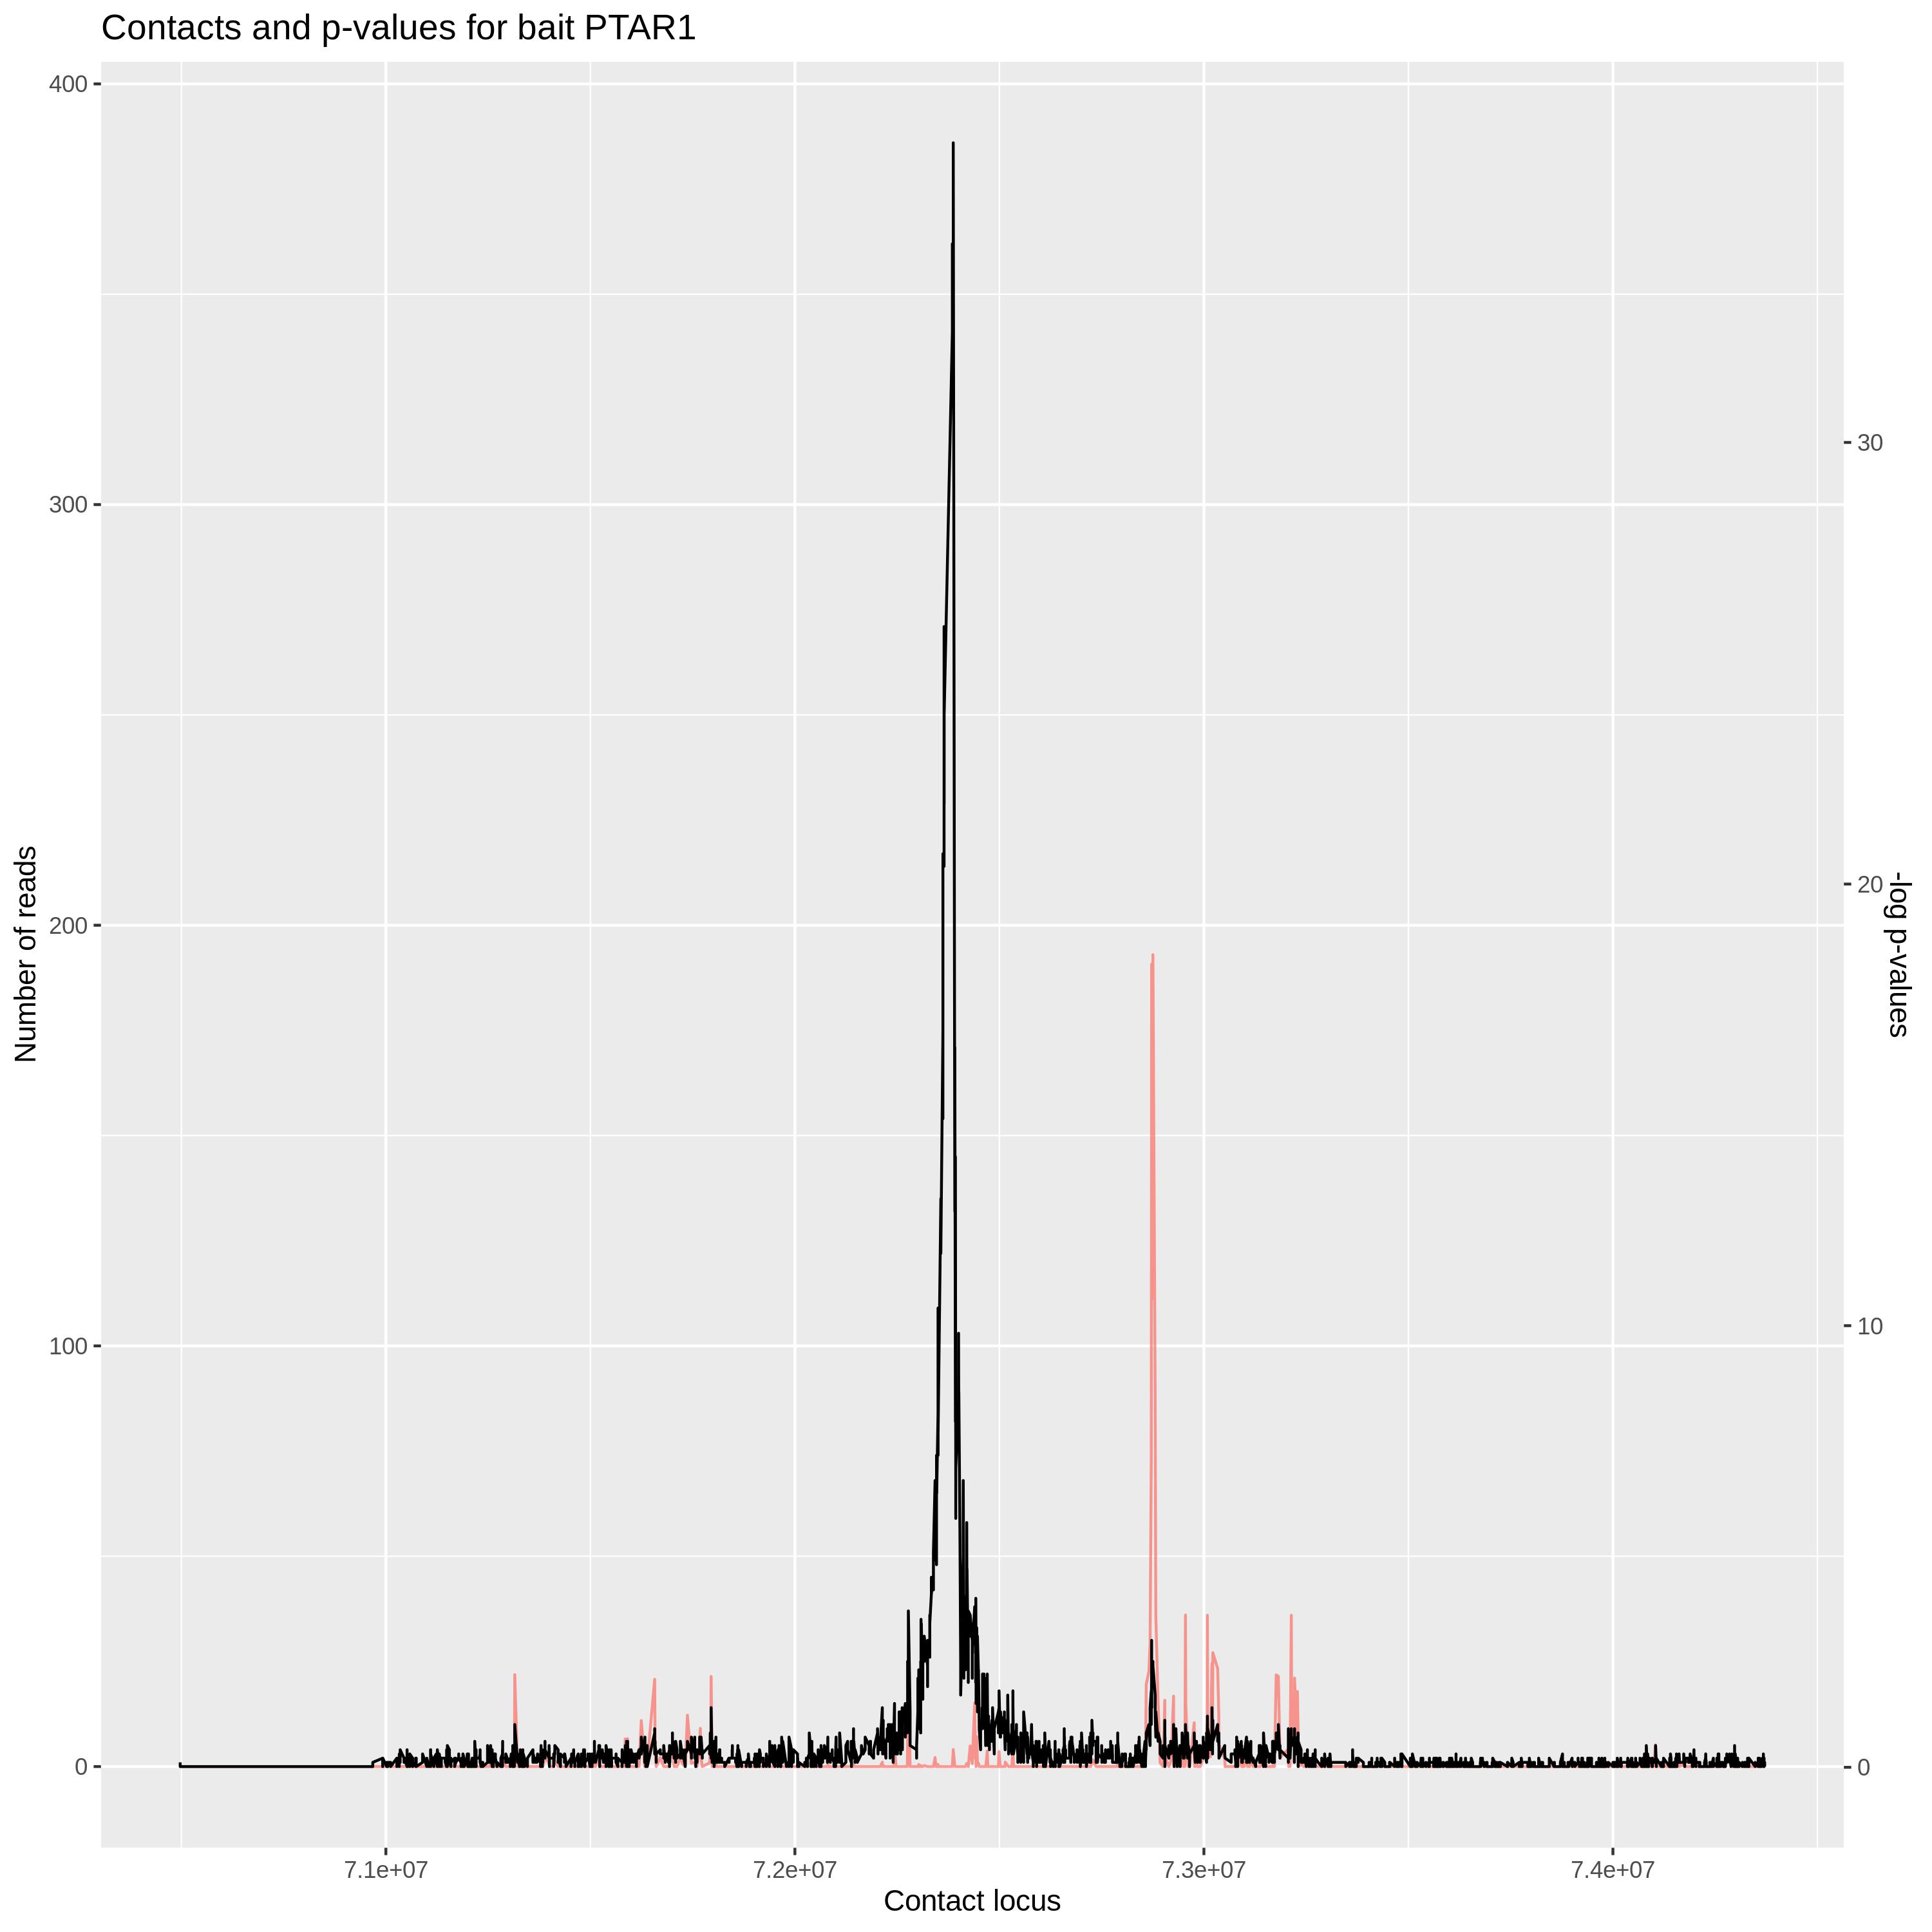 Contacts and p-values for bait PTAR1
400
300
200
100
0
Number of reads
30
20
10
0
-log p-values
7.1e+07
7.2e+07
7.3e+07
7.4e+07
Contact locus